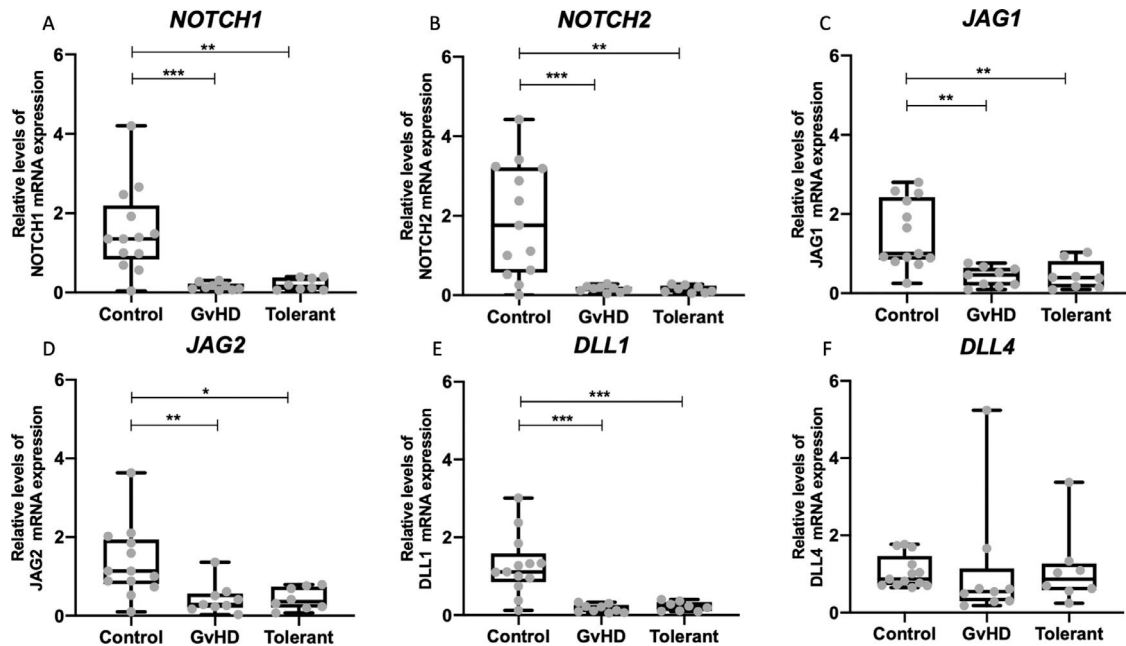 A
NOTCH1
Relative levels of
NOTCH1 mRNA expression
6
4
2
0
**
***
Control GvHD Tolerant
B
NOTCH2
Relative levels of
NOTCH2 mRNA expression
6
4
2
0
**
***
Control GvHD Tolerant
C
JAG1
Relative levels of
JAG1 mRNA expression
6
4
2
0
**
**
Control GvHD Tolerant
D
JAG2
Relative levels of
JAG2 mRNA expression
6
4
2
0
*
**
Control GvHD Tolerant
E
DLL1
Relative levels of
DLL1 mRNA expression
6
4
2
0
***
***
Control GvHD Tolerant
F
DLL4
Relative levels of
DLL4 mRNA expression
6
4
2
0
Control GvHD Tolerant